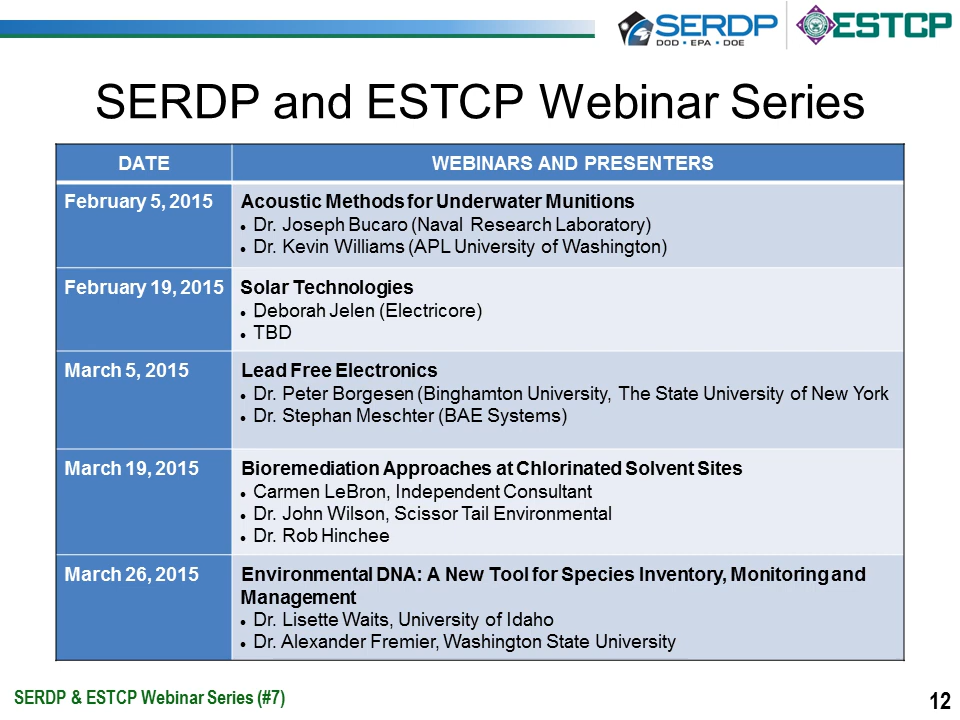 SERDP
DOD • EPA • DOE
ESTCP
SERDP and ESTCP Webinar Series
DATE
WEBINARS AND PRESENTERS
February 5, 2015
Acoustic Methods for Underwater Munitions
• Dr. Joseph Bucaro (Naval Research Laboratory)
• Dr. Kevin Williams (APL University of Washington)
February 19, 2015
Solar Technologies
• Deborah Jelen (Electricore)
• TBD
March 5, 2015
Lead Free Electronics
• Dr. Peter Borgesen (Binghamton University, The State University of New York
• Dr. Stephan Meschter (BAE Systems)
March 19, 2015
Bioremediation Approaches at Chlorinated Solvent Sites
• Carmen LeBron, Independent Consultant
• Dr. John Wilson, Scissor Tail Environmental
• Dr. Rob Hinchee
March 26, 2015
Environmental DNA: A New Tool for Species Inventory, Monitoring and
Management
• Dr. Lisette Waits, University of Idaho
• Dr. Alexander Fremier, Washington State University
SERDP & ESTCP Webinar Series (#7)
12